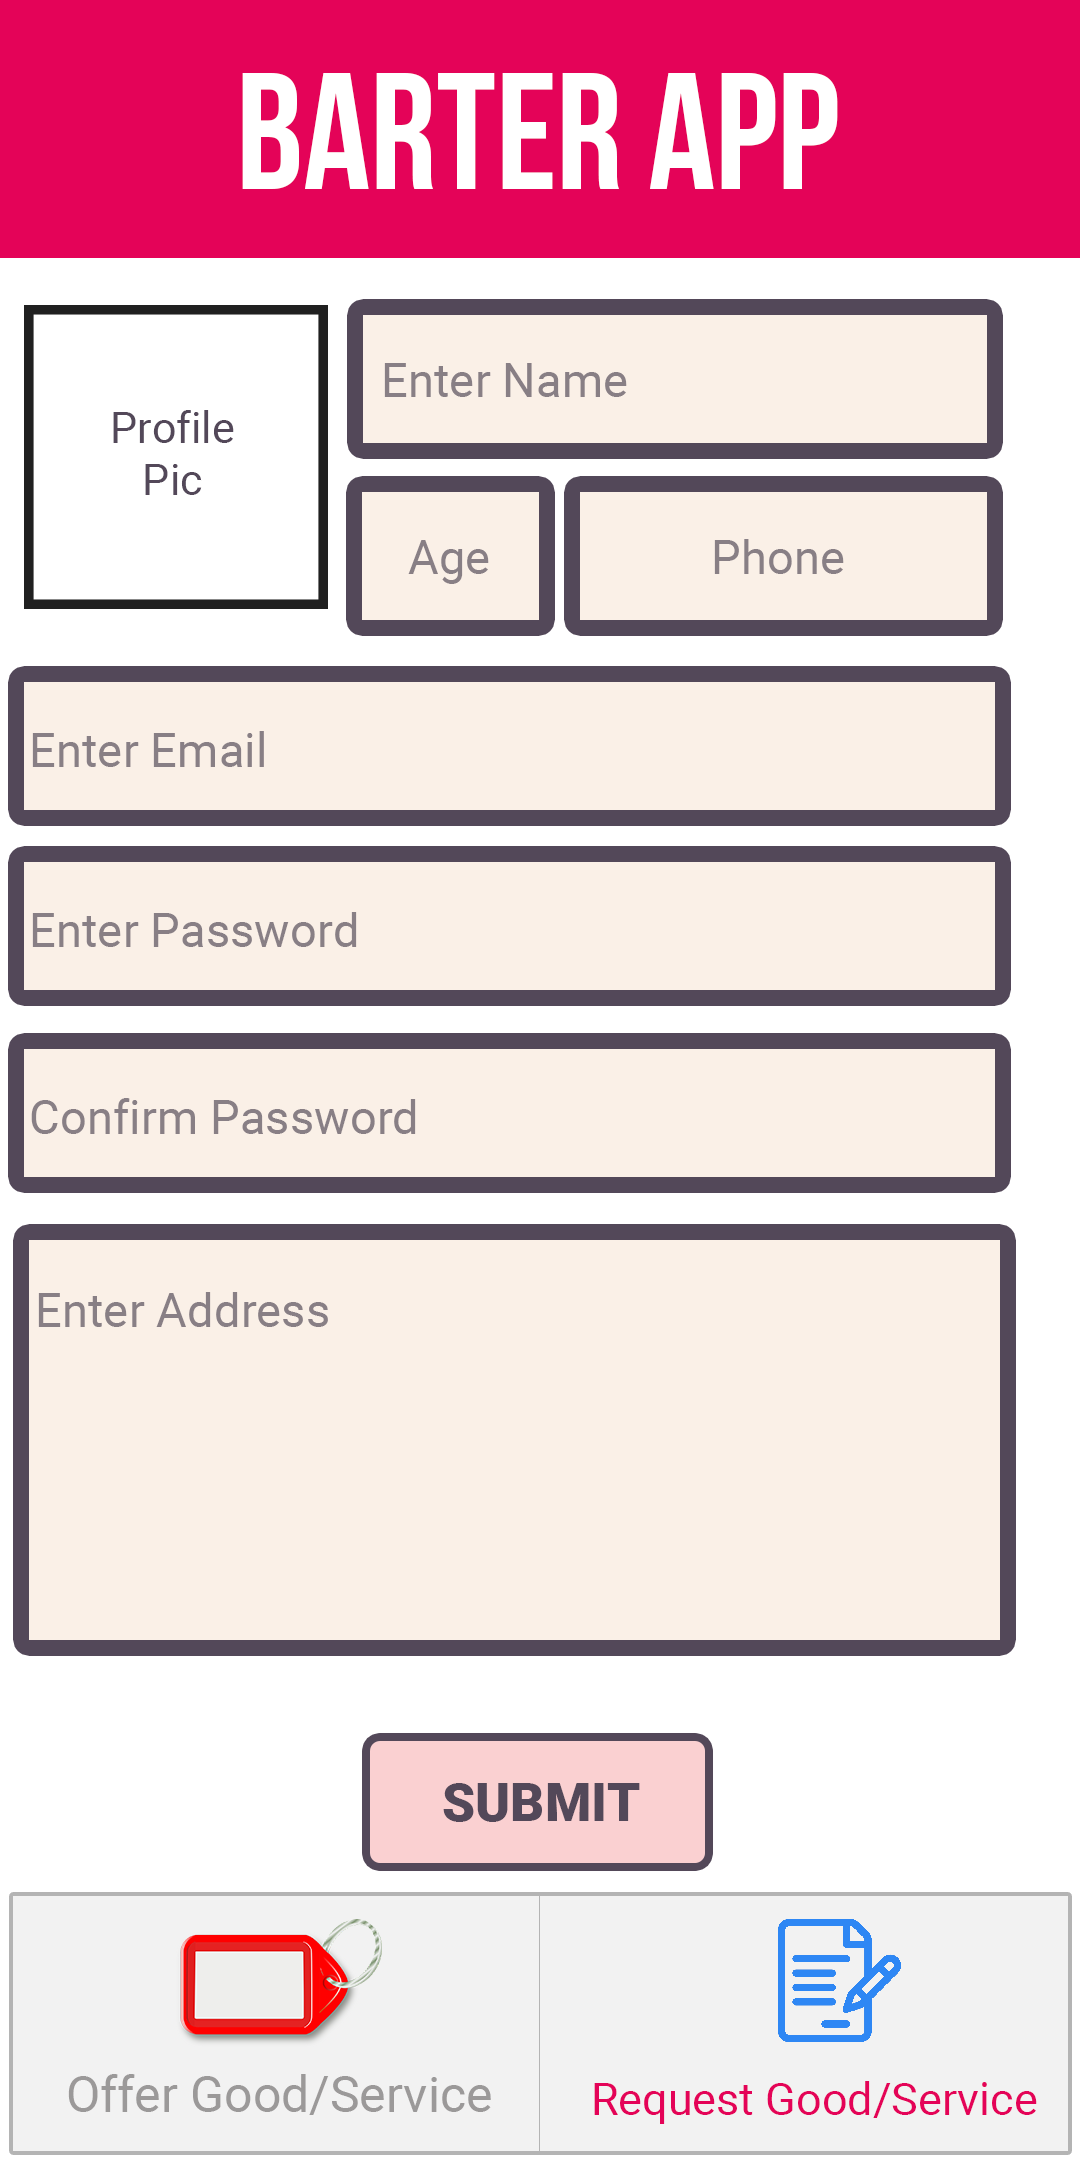 BARTER APP
Profile
Pic
Enter Name
Age
Phone
Enter Email
Enter Password
Confirm Password
Enter Address
SUBMIT
Offer Good/Service
Request Good/Service